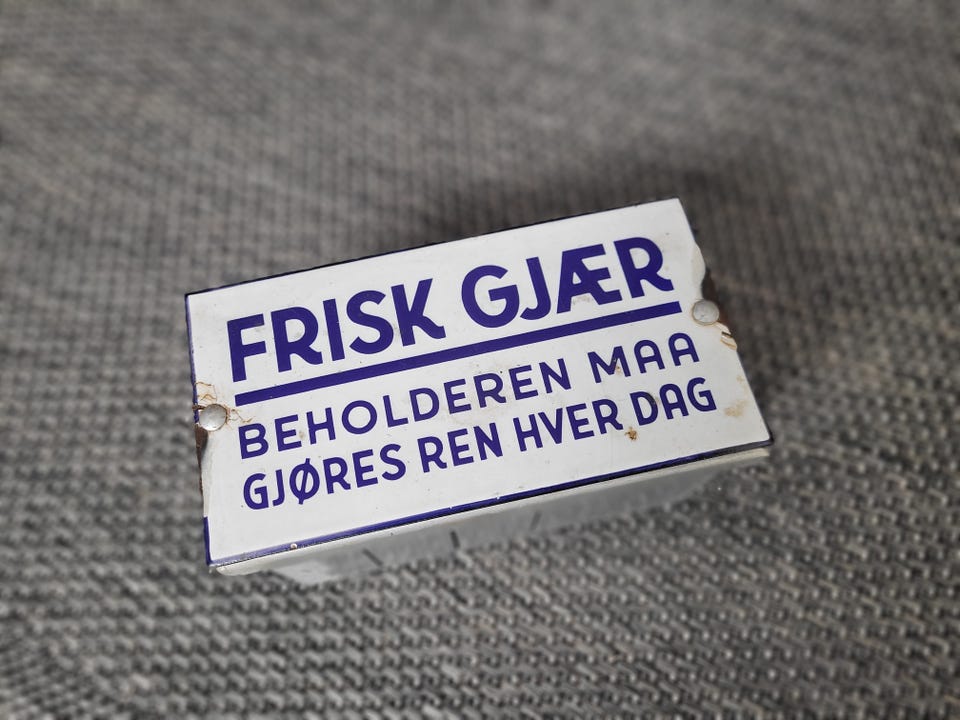 FRISK GJÆR
BEHOLDEREN MAA
GJØRES REN HVER DAG